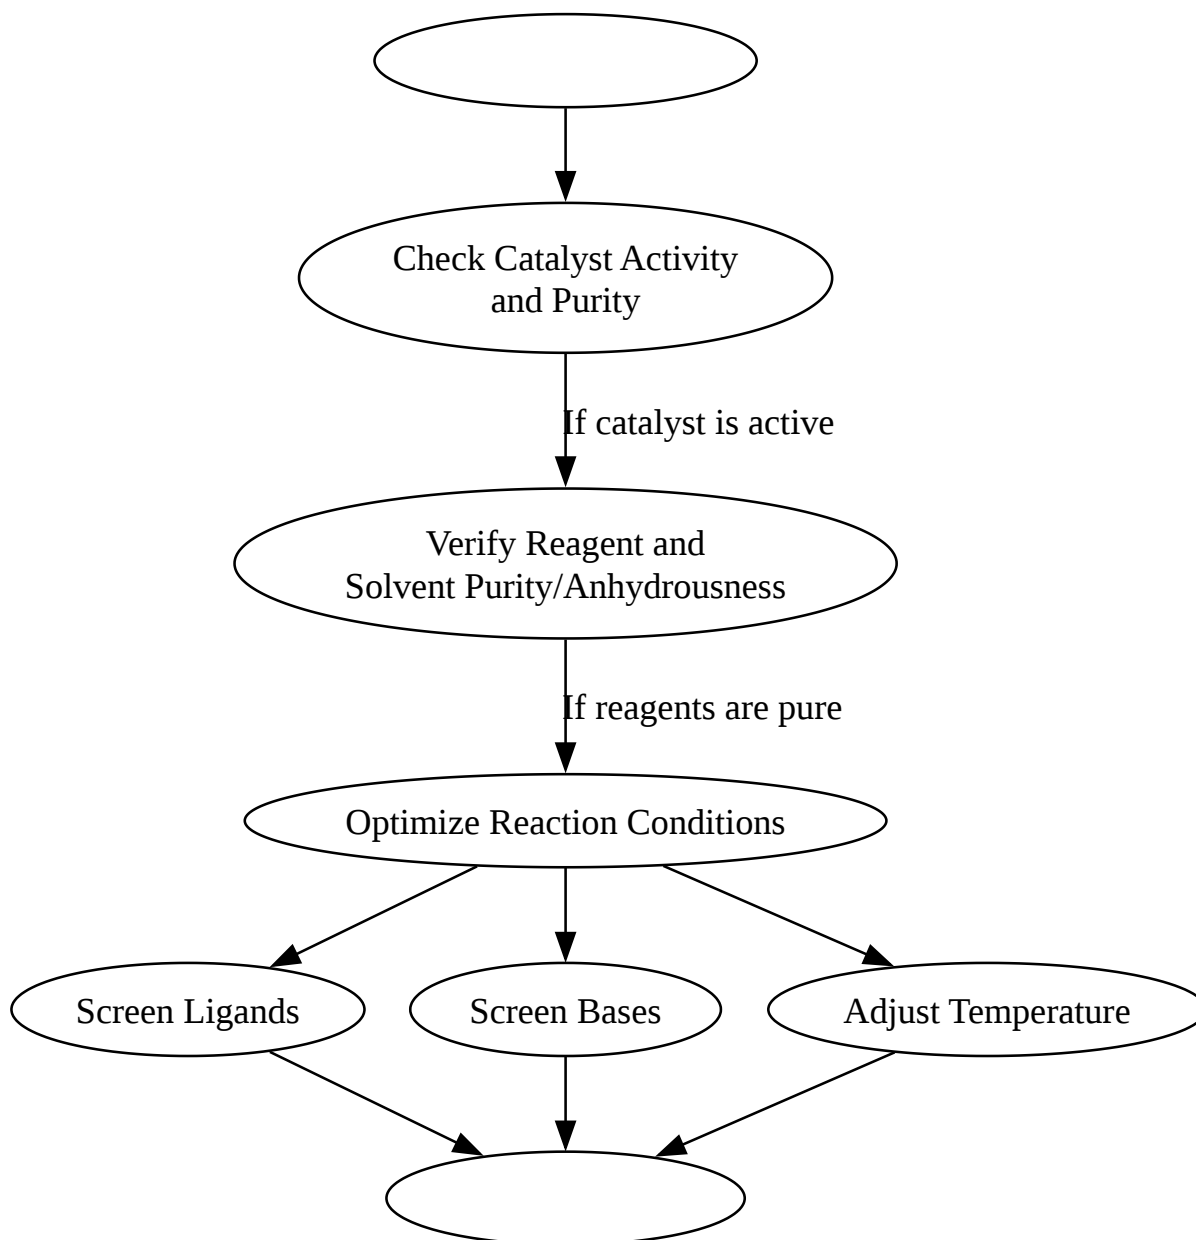 Check Catalyst Activity
and Purity
If catalyst is active
Verify Reagent and
Solvent Purity/Anhydrousness
If reagents are pure
Optimize Reaction Conditions
Screen Ligands
Screen Bases
Adjust Temperature